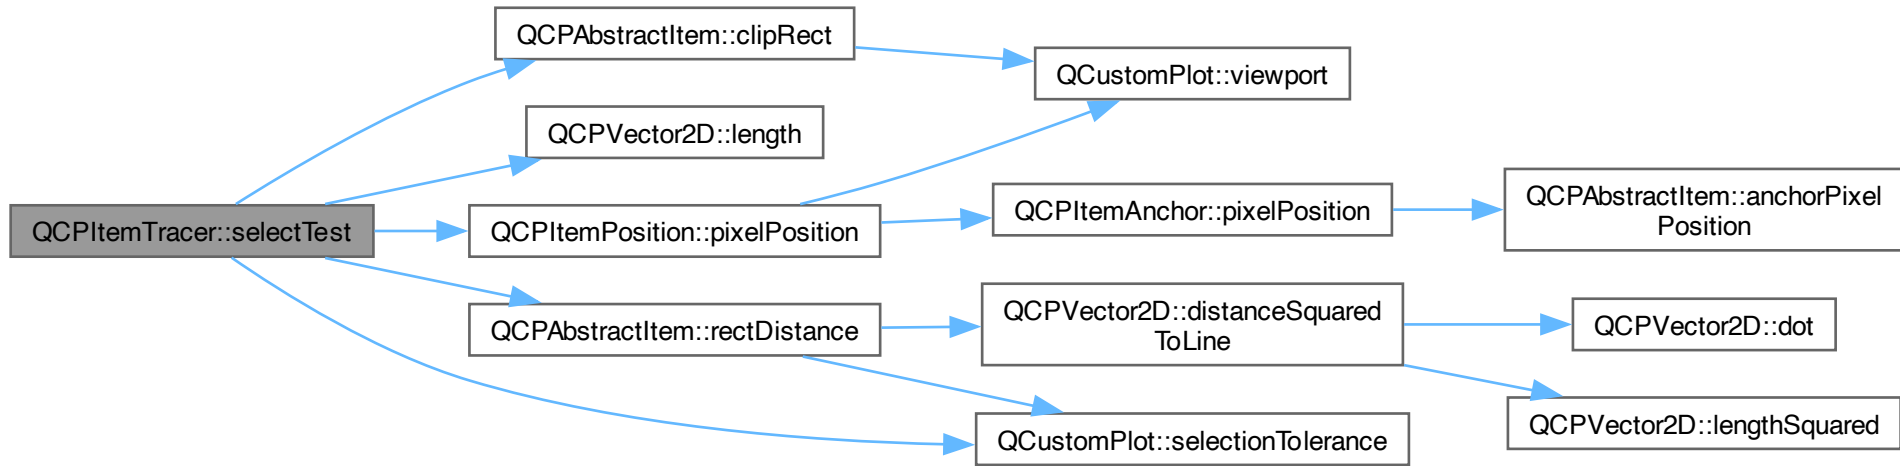 QCPItemTracer::selectTest
QCPAbstractItem::clipRect
QCPVector2D::length
QCPItemPosition::pixelPosition
QCPAbstractItem::rectDistance
QCustomPlot::viewport
QCPItemAnchor::pixelPosition
QCPVector2D::distanceSquared
ToLine
QCustomPlot::selectionTolerance
QCPAbstractItem::anchorPixel
Position
QCPVector2D::dot
QCPVector2D::lengthSquared